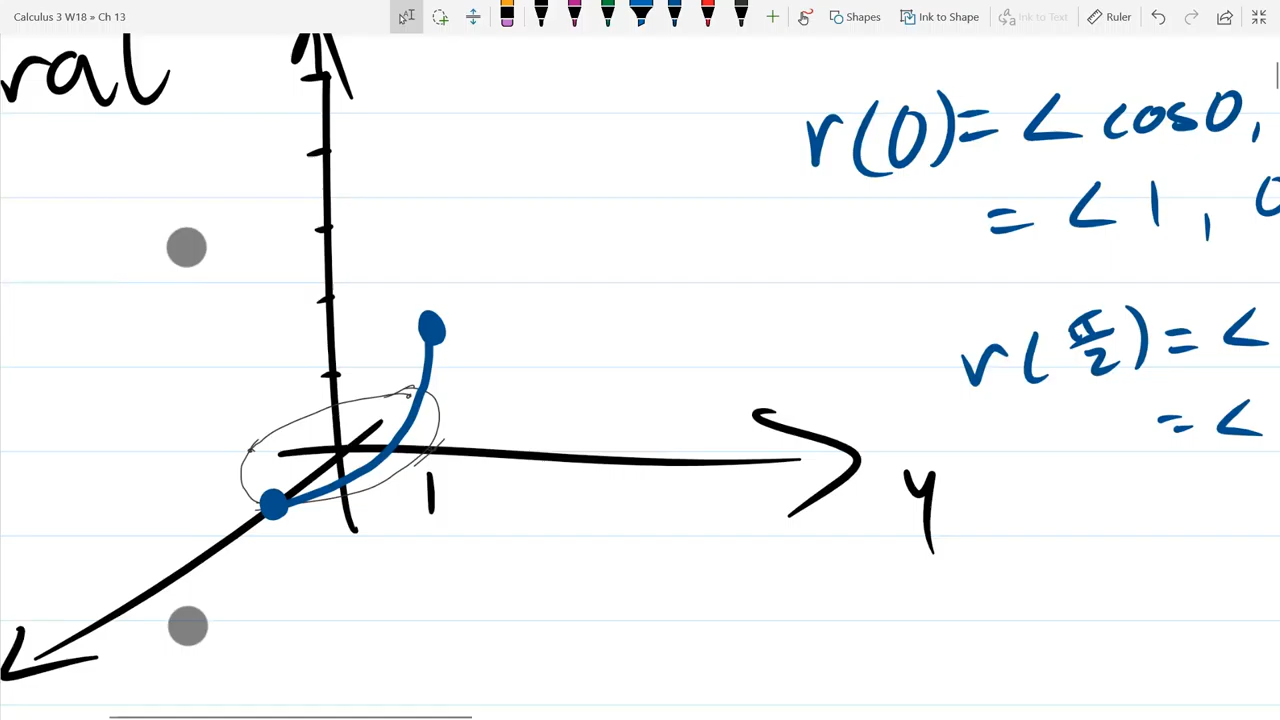 Calculus 3 W18 » Ch 13
Shapes
Ink to Shape
Ink to Text
Ruler
r(0) = < cos0,
= < 1, 0
r(π/2) = <
= <
1
y